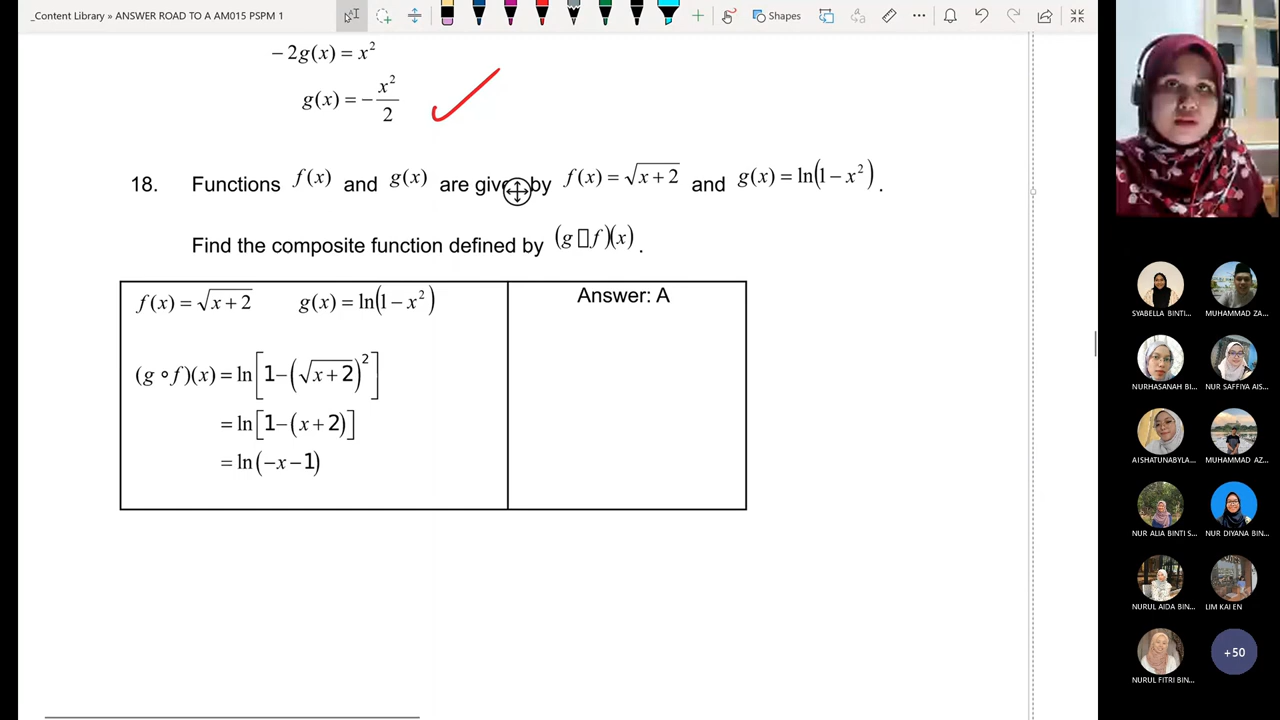 _Content Library » ANSWER ROAD TO A AM015 PSPM 1
Shapes
− 2g(x) = x²
g(x) = − x²/2
18. Functions f(x) and g(x) are given by f(x) = √(x + 2) and g(x) = ln(1 − x²) .
Find the composite function defined by (g▯f)(x) .
f(x) = √(x + 2) g(x) = ln(1 − x²)
Answer: A
(g ∘ f)(x) = ln[1−(√(x+2))²]
= ln[1−(x+2)]
= ln(−x−1)
SYABELLA BINTI...
MUHAMMAD ZA...
NURHASANAH BI...
NUR SAFFIYA AIS...
AISHATUNABYLA...
MUHAMMAD AZ...
NUR ALIA BINTI S...
NUR DIYANA BIN...
NURUL AIDA BIN...
LIM KAI EN
NURUL FITRI BIN...
+50